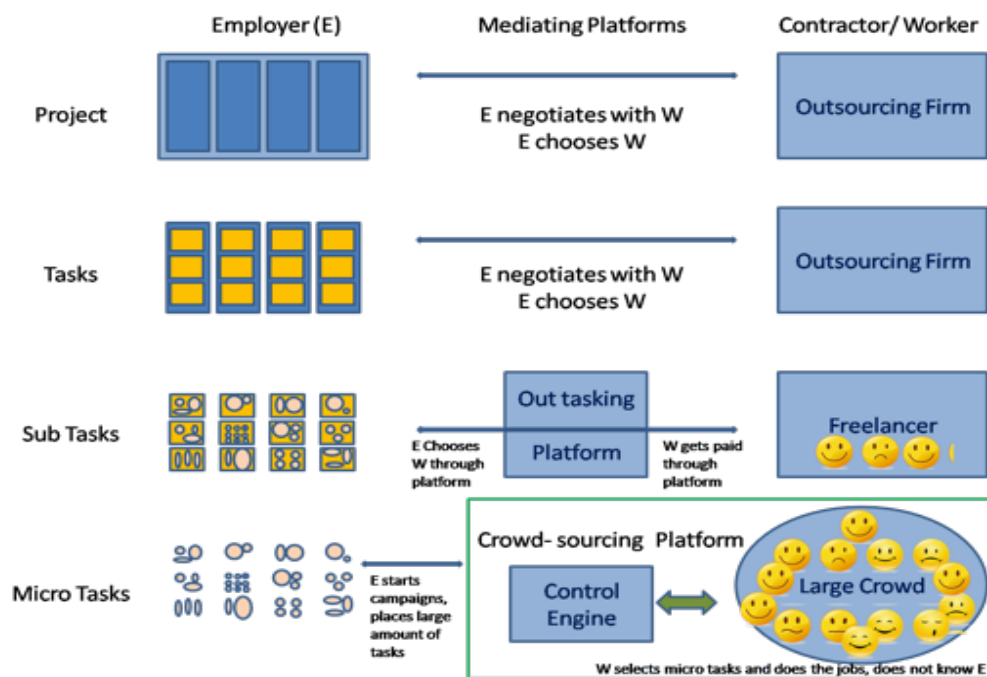 Employer (E)
Mediating Platforms
Contractor/ Worker
Project
E negotiates with W
E chooses W
Outsourcing Firm
Tasks
E negotiates with W
E chooses W
Outsourcing Firm
Sub Tasks
E Chooses
W through
platform
Out tasking
Platform
W gets paid
through
platform
Freelancer
Micro Tasks
E starts
campaigns,
places large
amount of
tasks
Crowd- sourcing Platform
Control
Engine
Large Crowd
W selects micro tasks and does the jobs, does not know E